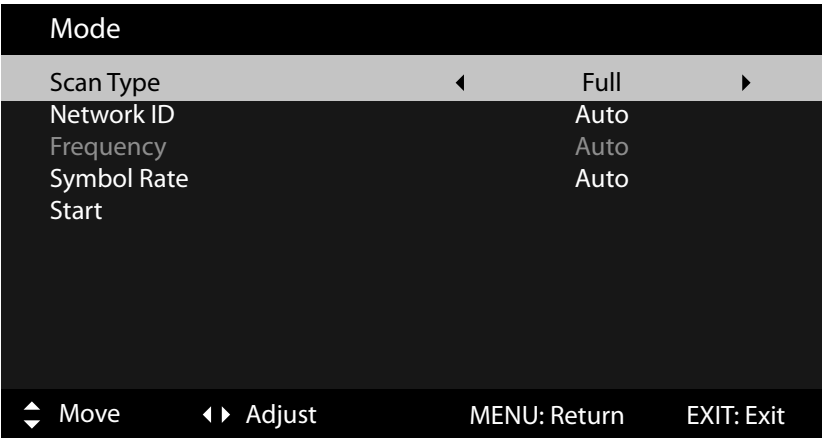 Mode
Scan Type Full
Network ID Auto
Frequency Auto
Symbol Rate Auto
Start
Move Adjust MENU: Return EXIT: Exit